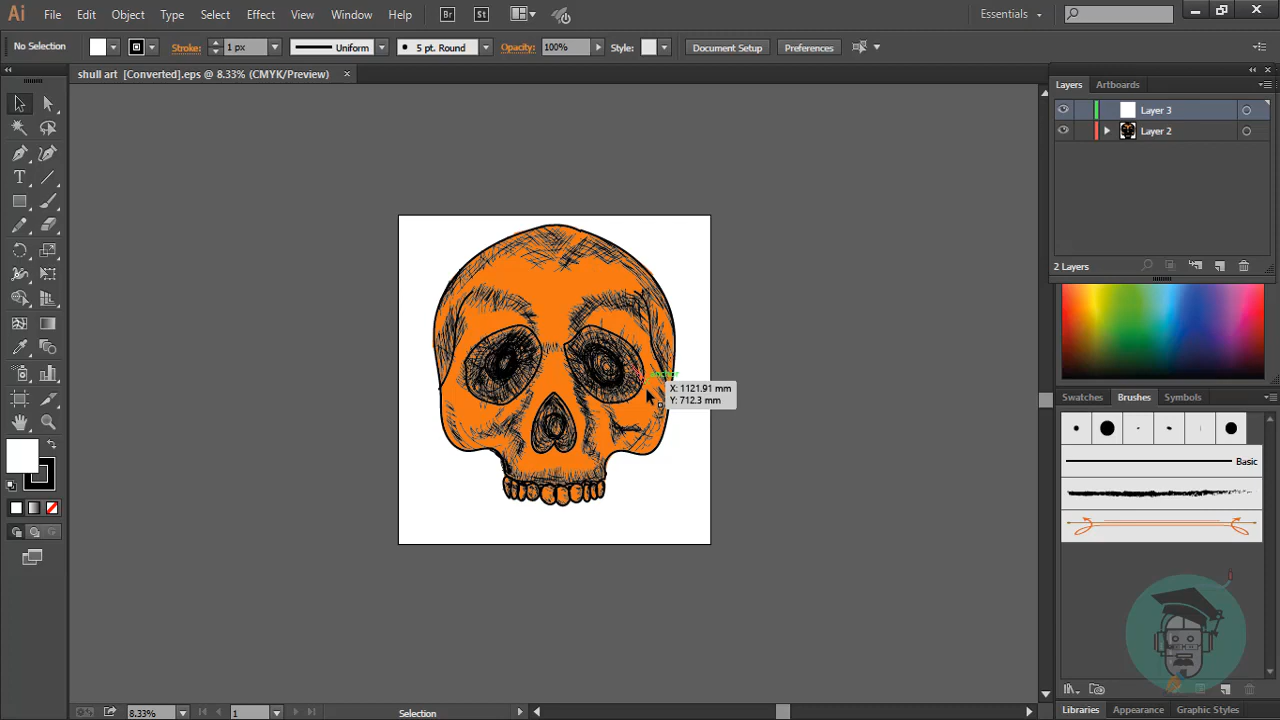 Ai File Edit Object Type Select Effect View Window Help Br St Essentials
No Selection Stroke: 1 px Uniform 5 pt. Round Opacity: 100% Style: Document Setup Preferences
shull art [Converted].eps @ 8.33% (CMYK/Preview)
Layers Artboards
Layer 3
Layer 2
2 Layers
anchor
X: 1121.91 mm
Y: 712.3 mm
Swatches Brushes Symbols
Basic
8.33% 1 Selection
Libraries Appearance Graphic Styles